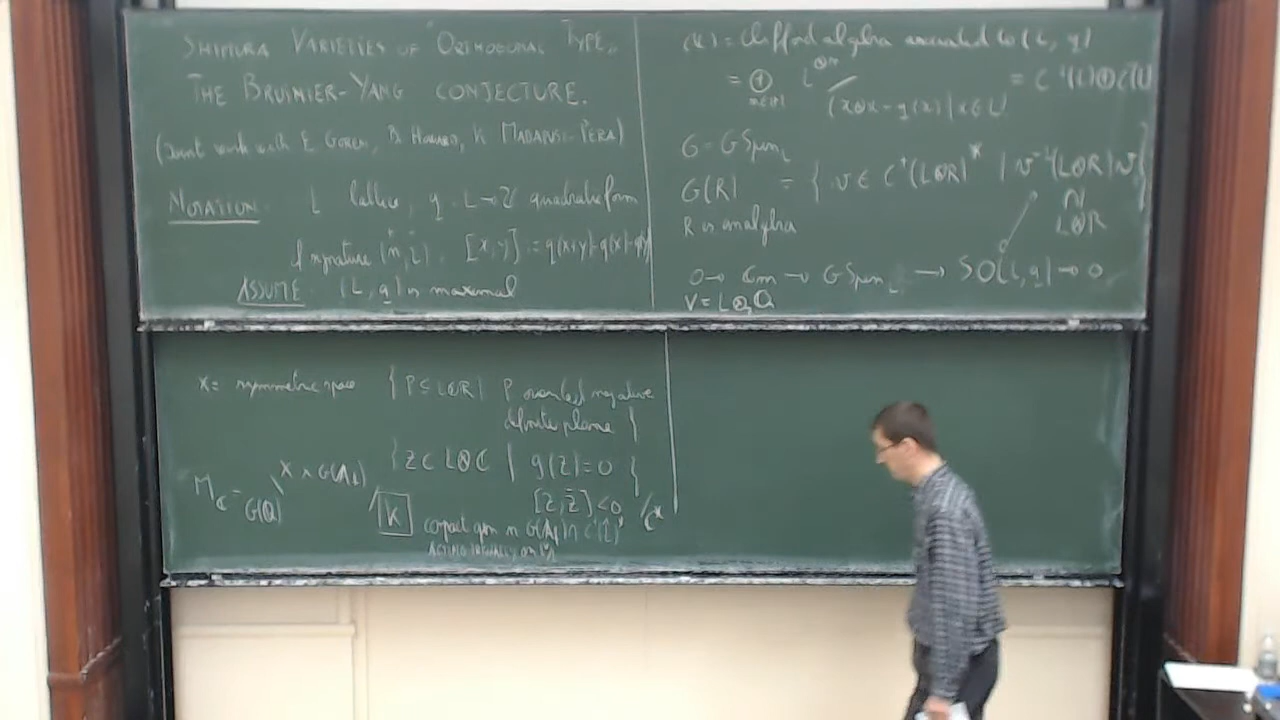 SHIMURA VARIETIES OF ORTHOGONAL TYPE,
THE BRUINIER-YANG CONJECTURE.
(Joint work with E GOREN, B HOWARD, K MADAPUSI-PERA)
NOTATION L lattice, q: L→Z quadratic form
signature (n,2). [x,y] := q(x+y)-q(x)-q(y)
ASSUME (L,q) is maximal
C(L) = Clifford algebra associated to (L, q)
= ⊕ L^{⊗n} / (x⊗x - q(x) | x∈L) = C^+(L)⊕C^-(L)
G = GSpin_L
G(R) = { v ∈ C^+(L⊗R)^* | v^{-1}(L⊗R)v ⊂ L⊗R }
R is an algebra
0 → G_m → GSpin_L → SO(L,q) → 0
V = L⊗Q
X = symmetric space { P⊆L⊗R | P oriented negative
definite plane }
{ z∈L⊗C | q(z)=0
[z,z̄]<0 } / C^*
M_C = G(Q) \ X × G(A_f) / K
compact open in G(A_f) ∩ C^+(L̂)^*
ACTING TRIVIALLY ON